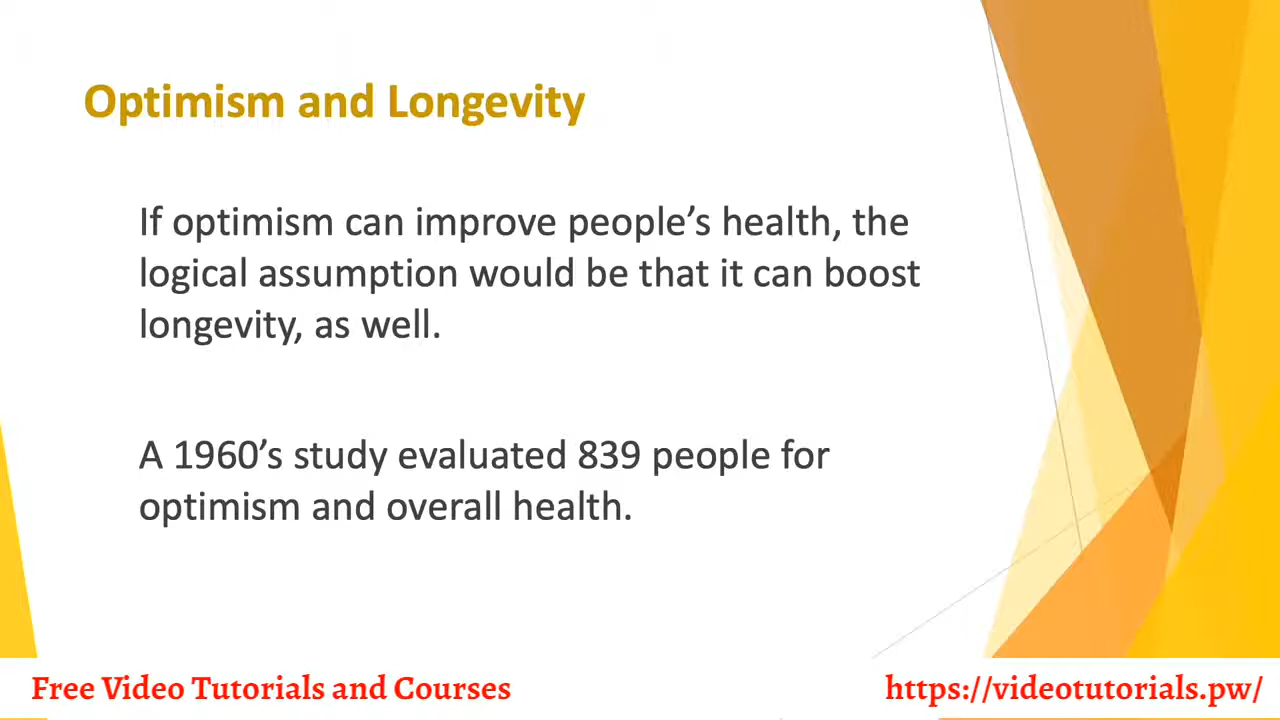 Optimism and Longevity
If optimism can improve people’s health, the
logical assumption would be that it can boost
longevity, as well.
A 1960’s study evaluated 839 people for
optimism and overall health.
Free Video Tutorials and Courses
https://videotutorials.pw/